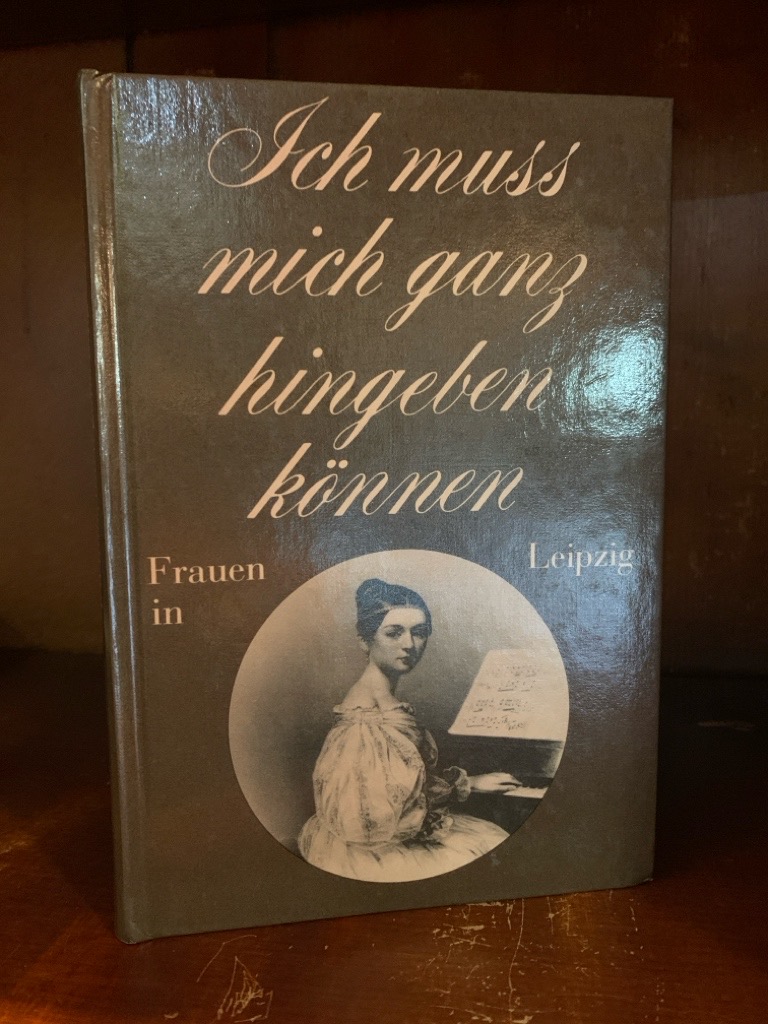 Ich muss
mich ganz
hingeben
können
Frauen
in
Leipzig